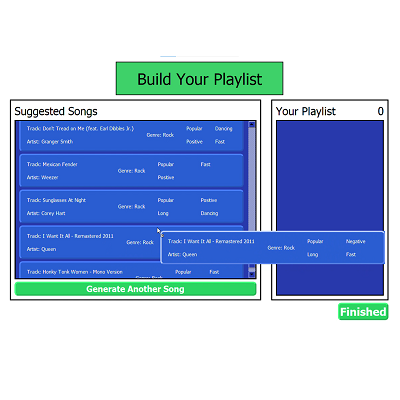 Build Your Playlist
Suggested Songs
Track: Don't Tread on Me (feat. Earl Dibbles Jr.)
Artist: Granger Smith
Genre: Rock
Popular Dancing
Positive Fast
Track: Mexican Fender
Artist: Weezer
Genre: Rock
Popular Fast
Positive
Track: Sunglasses At Night
Artist: Corey Hart
Genre: Rock
Popular Positive
Long Dancing
Track: I Want It All - Remastered 2011
Artist: Queen
Genre: Rock
Track: Honky Tonk Women - Mono Version
Genre: Rock
Popular Fast
Generate Another Song
Your Playlist 0
Track: I Want It All - Remastered 2011
Artist: Queen
Genre: Rock
Popular Negative
Long Fast
Finished